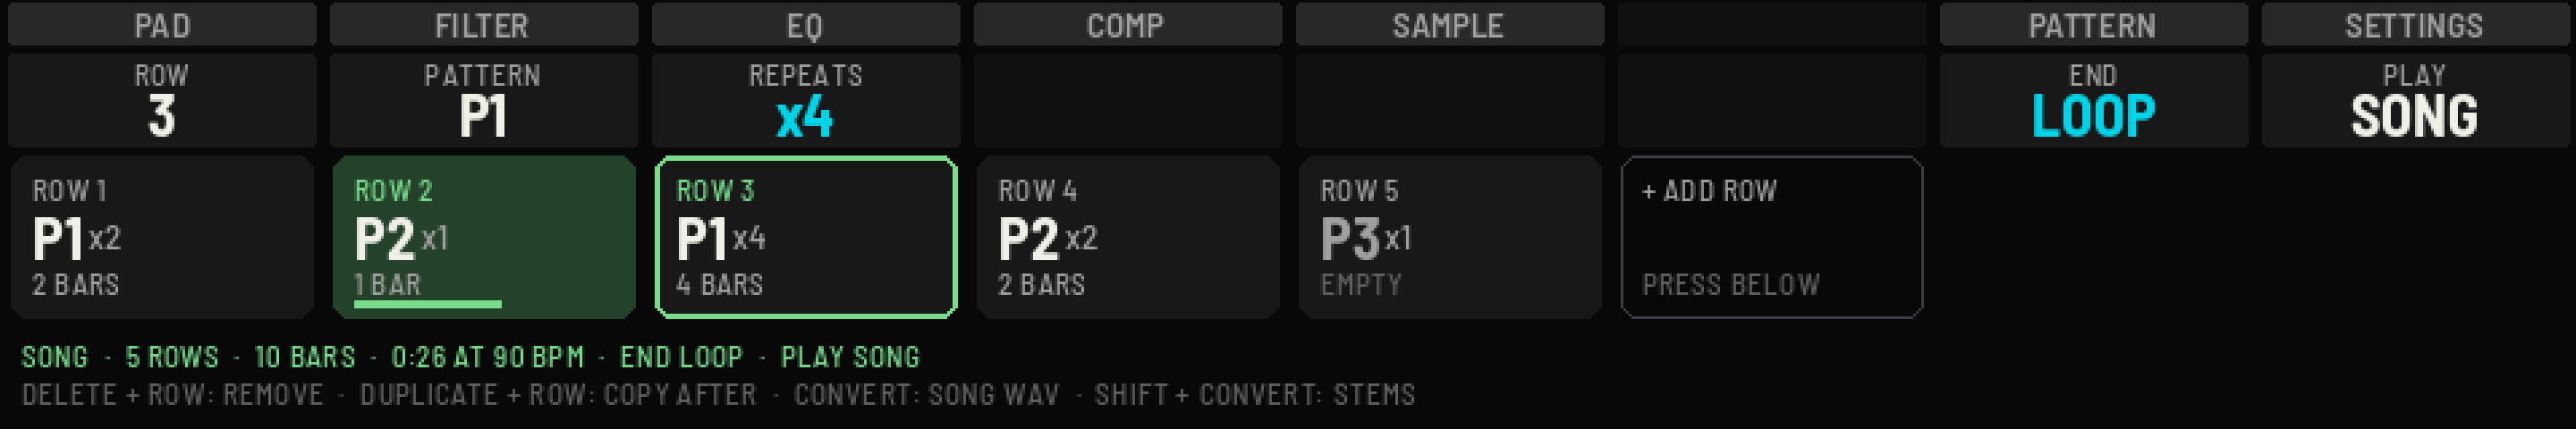 PAD FILTER EQ COMP SAMPLE PATTERN SETTINGS
ROW PATTERN REPEATS END PLAY
3 P1 x4 LOOP SONG
ROW 1 ROW 2 ROW 3 ROW 4 ROW 5 + ADD ROW
P1 x2 P2 x1 P1 x4 P2 x2 P3 x1
2 BARS 1 BAR 4 BARS 2 BARS EMPTY PRESS BELOW
SONG · 5 ROWS · 10 BARS · 0:26 AT 90 BPM · END LOOP · PLAY SONG
DELETE + ROW: REMOVE · DUPLICATE + ROW: COPY AFTER · CONVERT: SONG WAV · SHIFT + CONVERT: STEMS